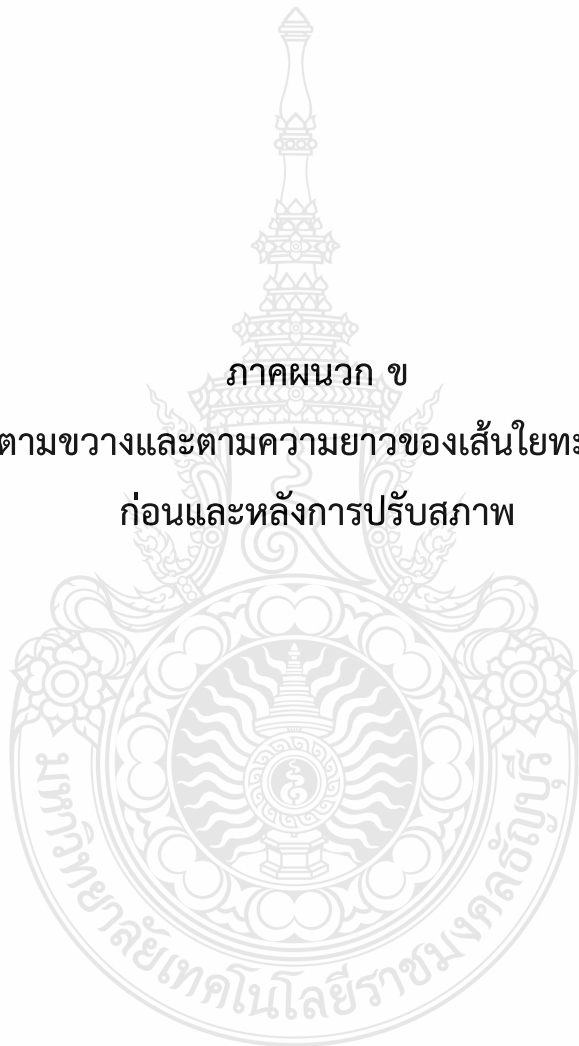 ภาคผนวก ข
ตามขวางและตามความยาวของเส้นใยทะ
ก่อนและหลังการปรับสภาพ
มหาวิทยาลัยเทคโนโลยีราชมงคลธัญบุรี